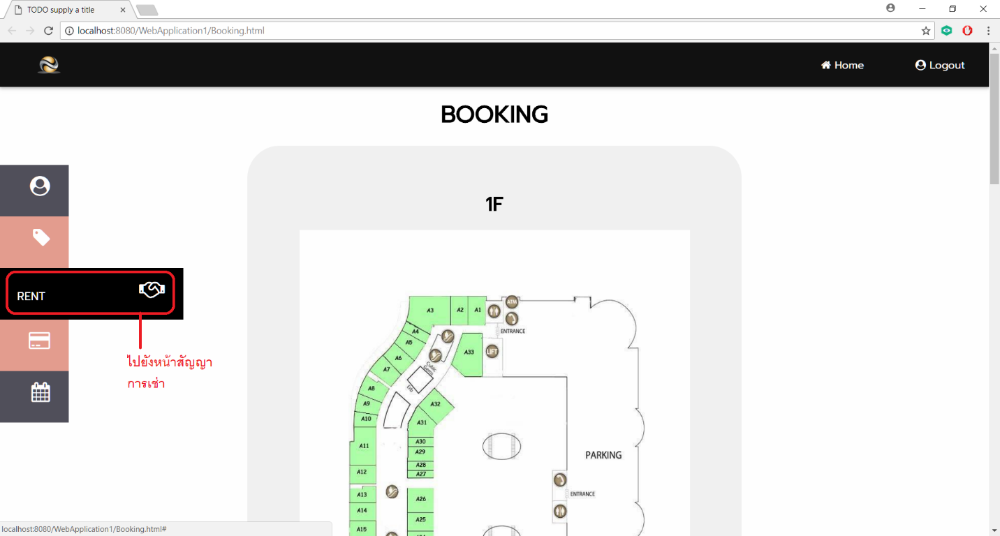 TODO supply a title
localhost:8080/WebApplication1/Booking.html
Home
Logout
BOOKING
1F
RENT
ไปยังหน้าสัญญา
การเช่า
A3
A2
A1
ATM
ENTRANCE
A4
A5
A6
A7
A33
LIFT
Cubic
Gems
Erb
A8
A9
A10
A32
A31
A11
A30
A29
A28
A27
A12
PARKING
A13
A14
A15
A26
A25
ENTRANCE
localhost:8080/WebApplication1/Booking.html#